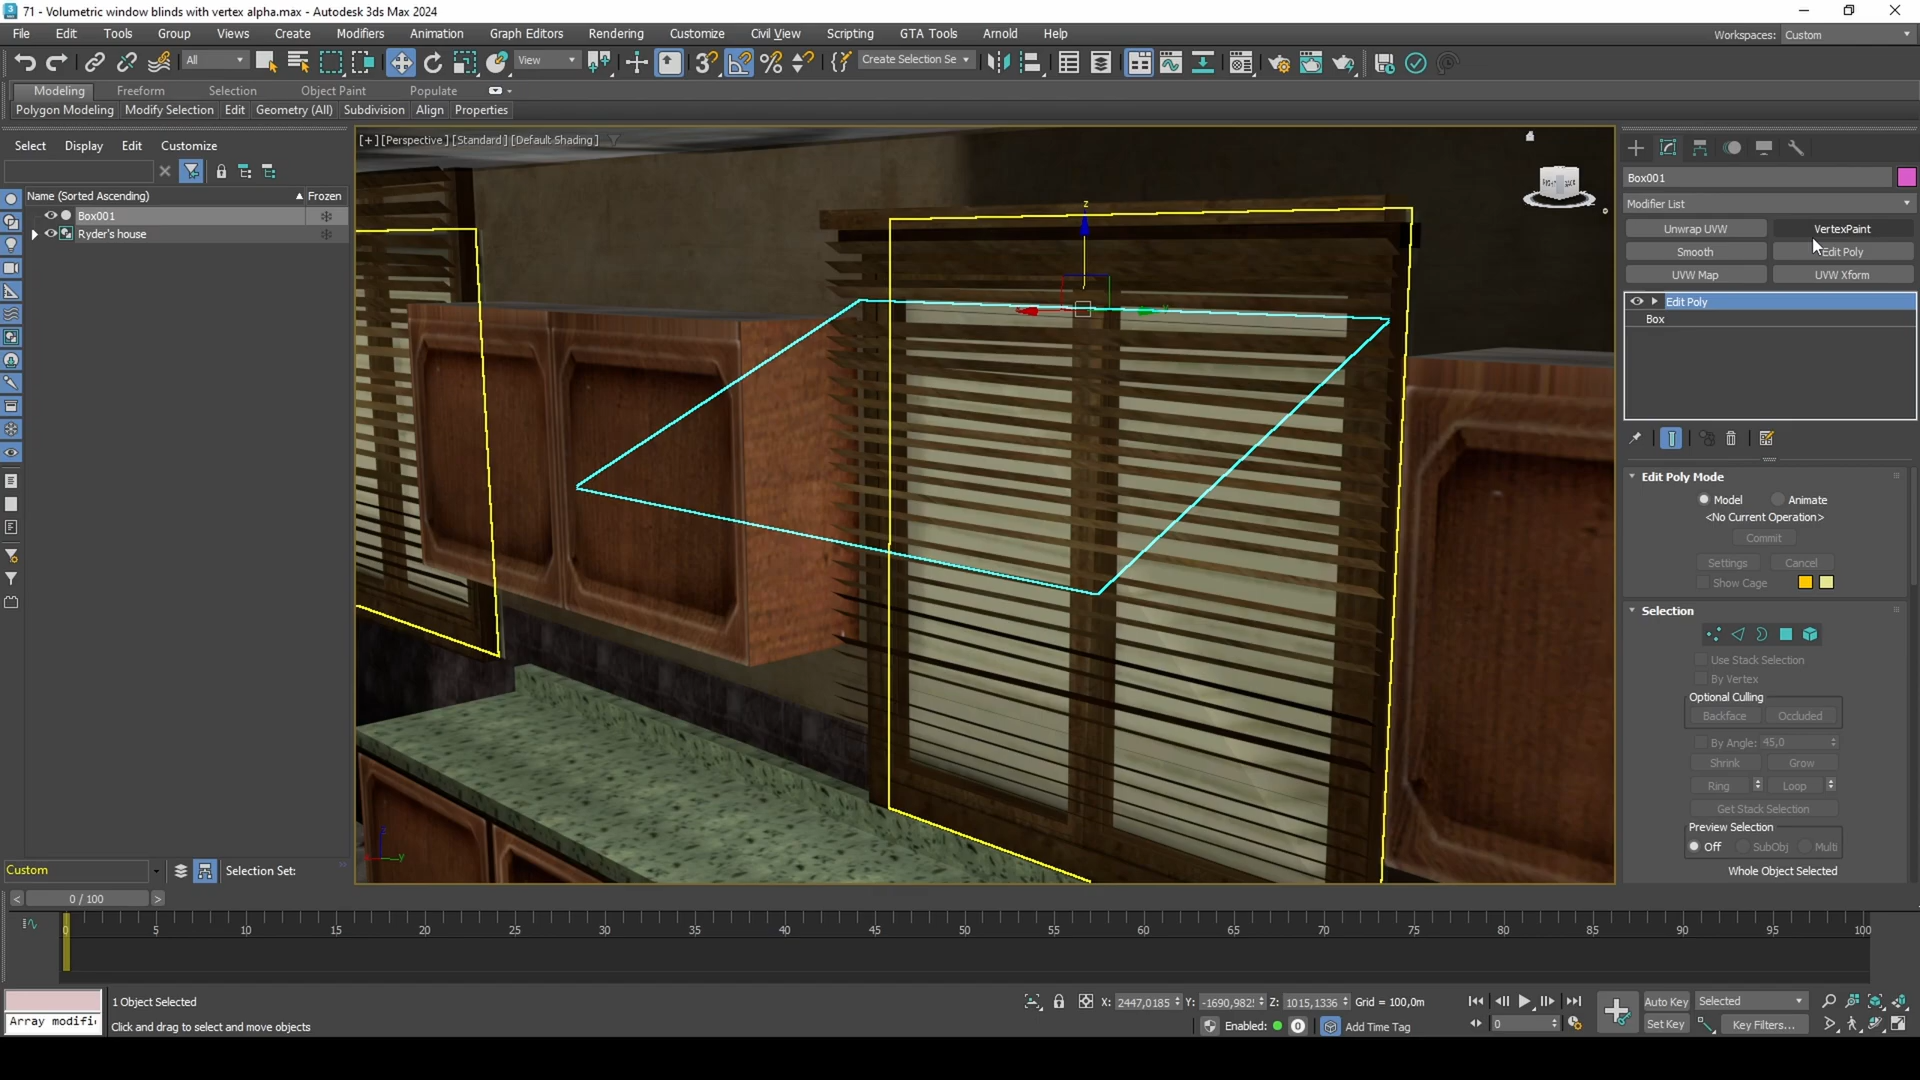 71 - Volumetric window blinds with vertex alpha.max - Autodesk 3ds Max 2024
File Edit Tools Group Views Create Modifiers Animation Graph Editors Rendering Customize Civil View Scripting GTA Tools Arnold Help
Workspaces: Custom
All View Create Selection Se
Modeling Freeform Selection Object Paint Populate
Polygon Modeling Modify Selection Edit Geometry (All) Subdivision Align Properties
Select Display Edit Customize
Name (Sorted Ascending) Frozen
Box001
Ryder's house
[+] [Perspective] [Standard] [Default Shading]
z
Box001
Modifier List
Unwrap UVW VertexPaint
Smooth Edit Poly
UVW Map UVW Xform
Edit Poly
Box
Edit Poly Mode
Model Animate
<No Current Operation>
Commit
Settings Cancel
Show Cage
Selection
Use Stack Selection
By Vertex
Optional Culling
Backface Occluded
By Angle: 45,0
Shrink Grow
Ring Loop
Get Stack Selection
Preview Selection
Off SubObj Multi
Whole Object Selected
Custom Selection Set:
< 0 / 100 >
0 5 10 15 20 25 30 35 40 45 50 55 60 65 70 75 80 85 90 95 100
1 Object Selected
X: 2447,0185 Y: -1690,982 Z: 1015,1336 Grid = 100,0m
Auto Key Selected
Array modifi
Click and drag to select and move objects
Enabled: 0 Add Time Tag
0 Set Key Key Filters...